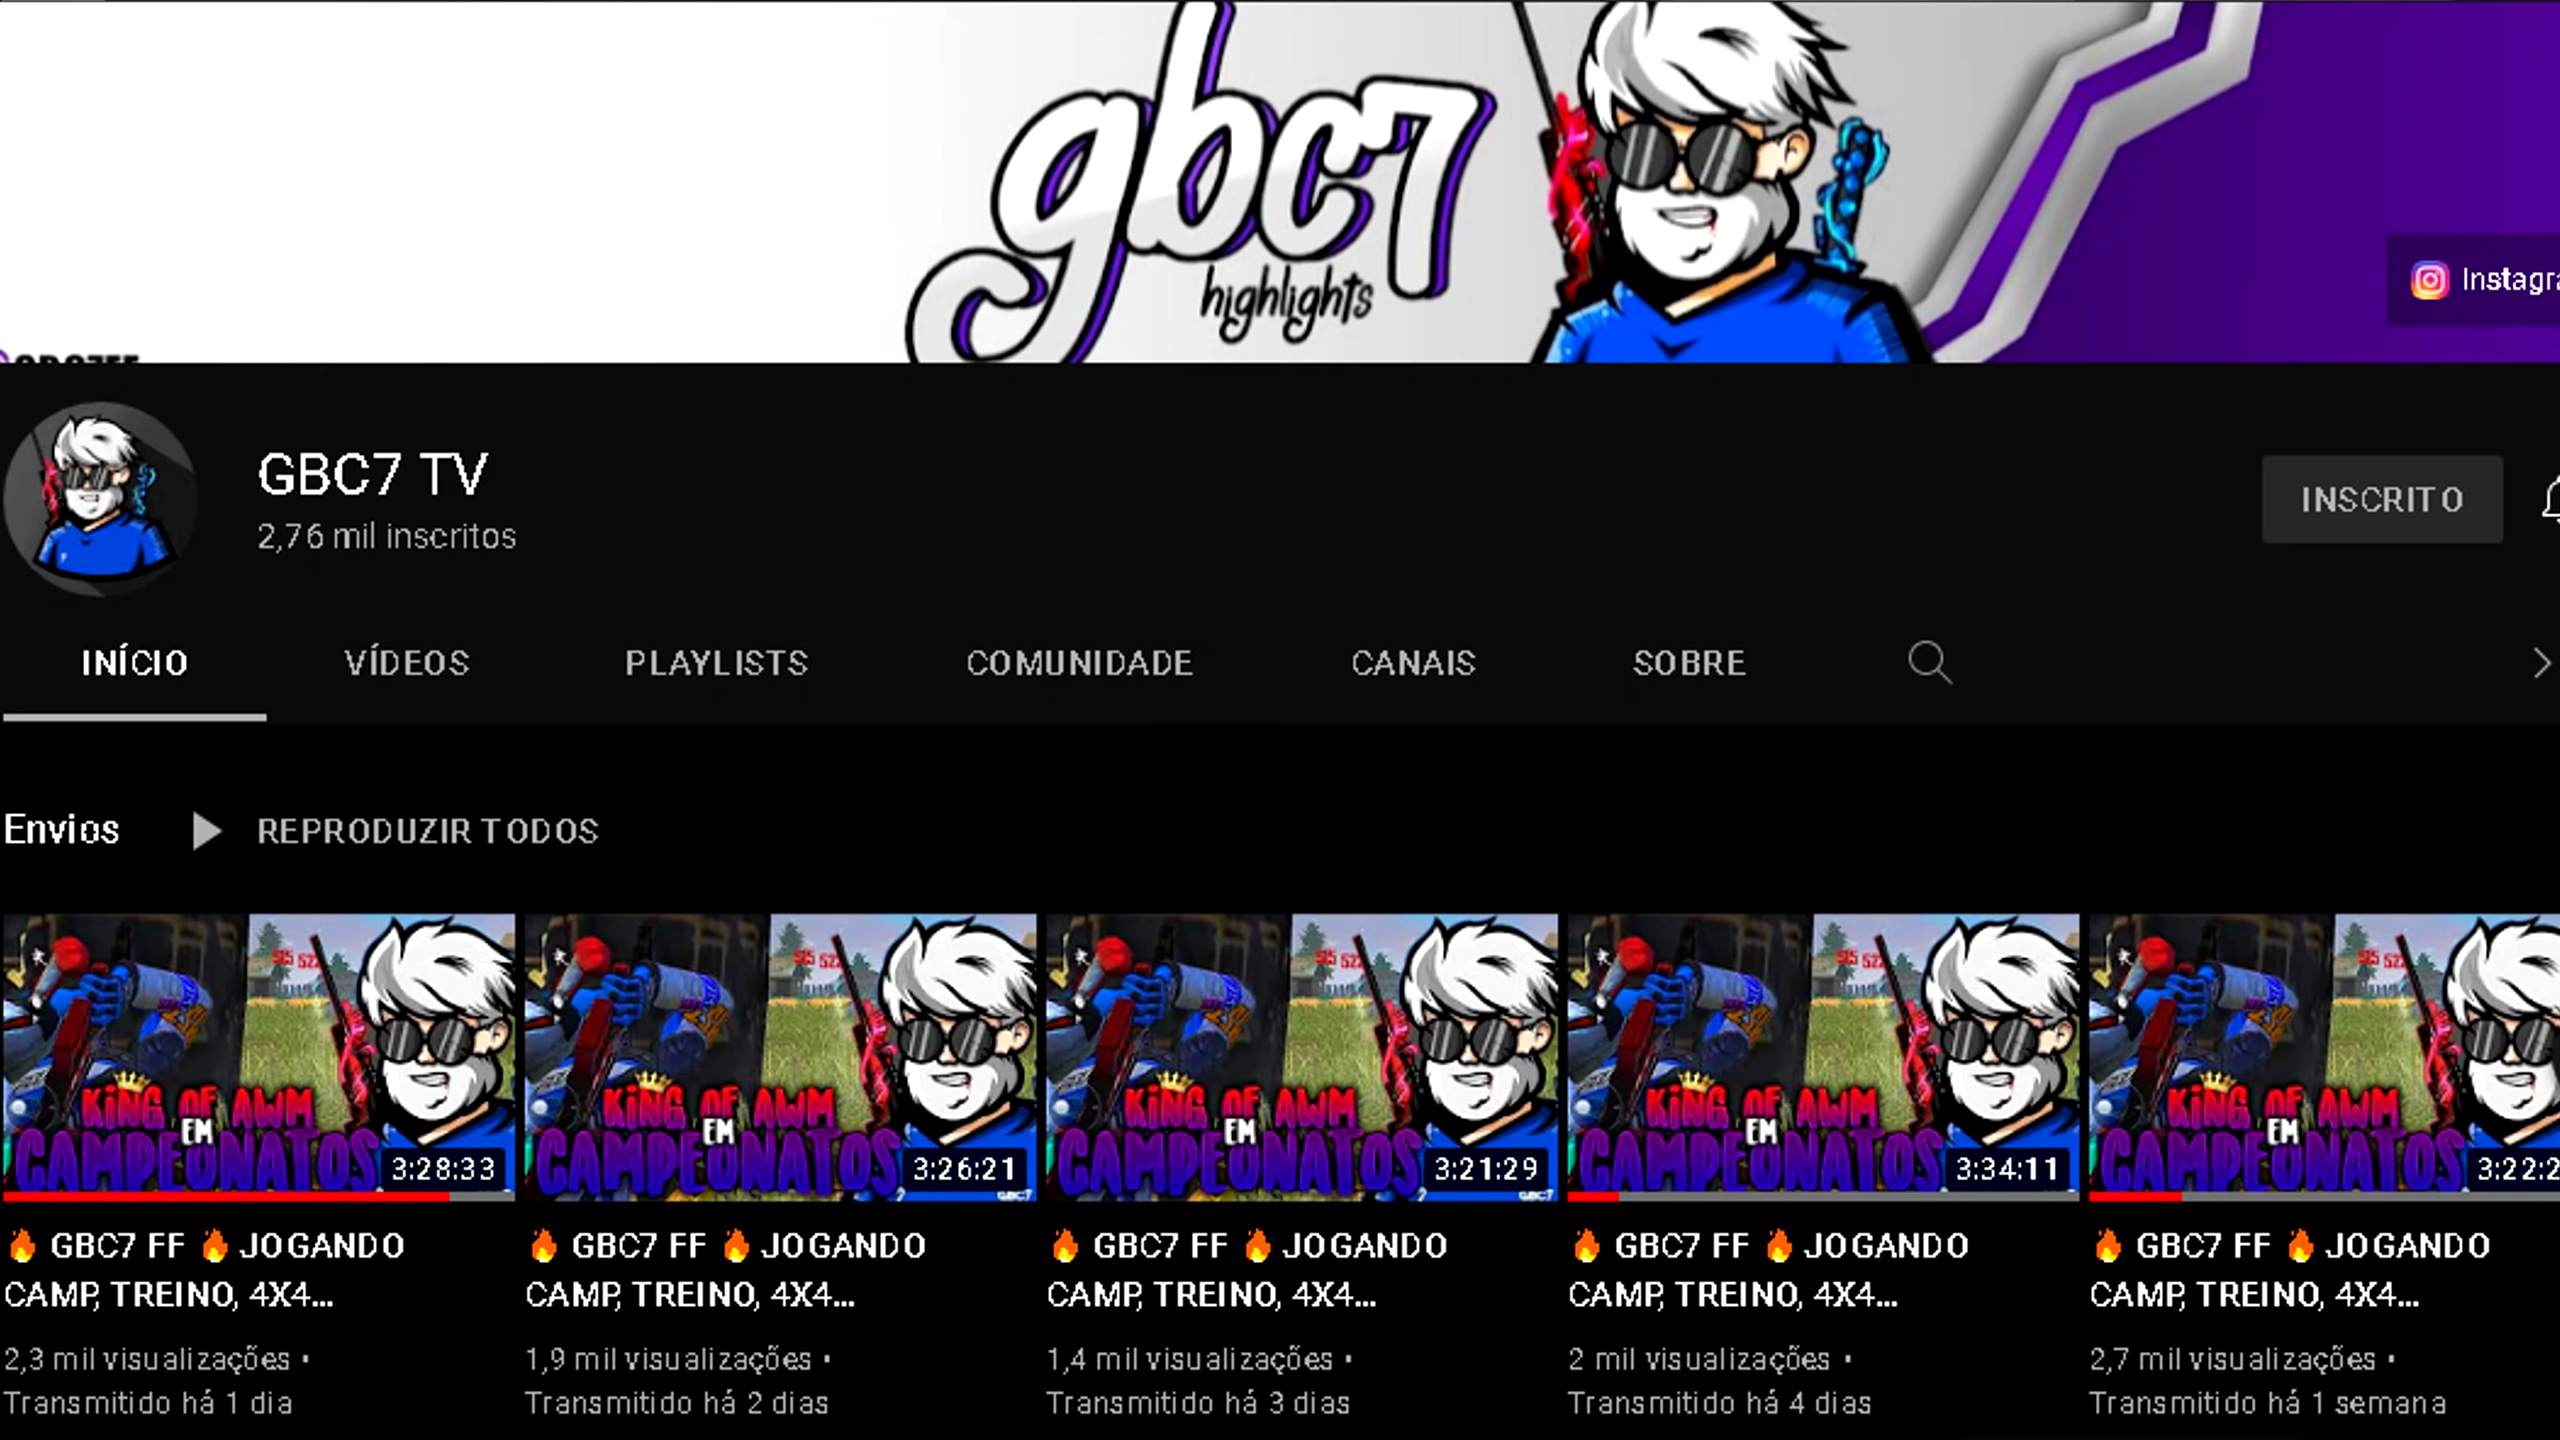 gbc7
highlights
Instagra
GBC7 TV
2,76 mil inscritos
INSCRITO
INÍCIO VÍDEOS PLAYLISTS COMUNIDADE CANAIS SOBRE
Envios REPRODUZIR TODOS
KING OF AWM
EM
CAMPEONATOS
3:28:33
🔥 GBC7 FF 🔥 JOGANDO
CAMP, TREINO, 4X4...
2,3 mil visualizações •
Transmitido há 1 dia
KING OF AWM
EM
CAMPEONATOS
3:26:21
GBC7
🔥 GBC7 FF 🔥 JOGANDO
CAMP, TREINO, 4X4...
1,9 mil visualizações •
Transmitido há 2 dias
KING OF AWM
EM
CAMPEONATOS
3:21:29
GBC7
🔥 GBC7 FF 🔥 JOGANDO
CAMP, TREINO, 4X4...
1,4 mil visualizações •
Transmitido há 3 dias
KING OF AWM
EM
CAMPEONATOS
3:34:11
🔥 GBC7 FF 🔥 JOGANDO
CAMP, TREINO, 4X4...
2 mil visualizações •
Transmitido há 4 dias
KING OF AWM
EM
CAMPEONATOS
3:22:2
🔥 GBC7 FF 🔥 JOGANDO
CAMP, TREINO, 4X4...
2,7 mil visualizações •
Transmitido há 1 semana